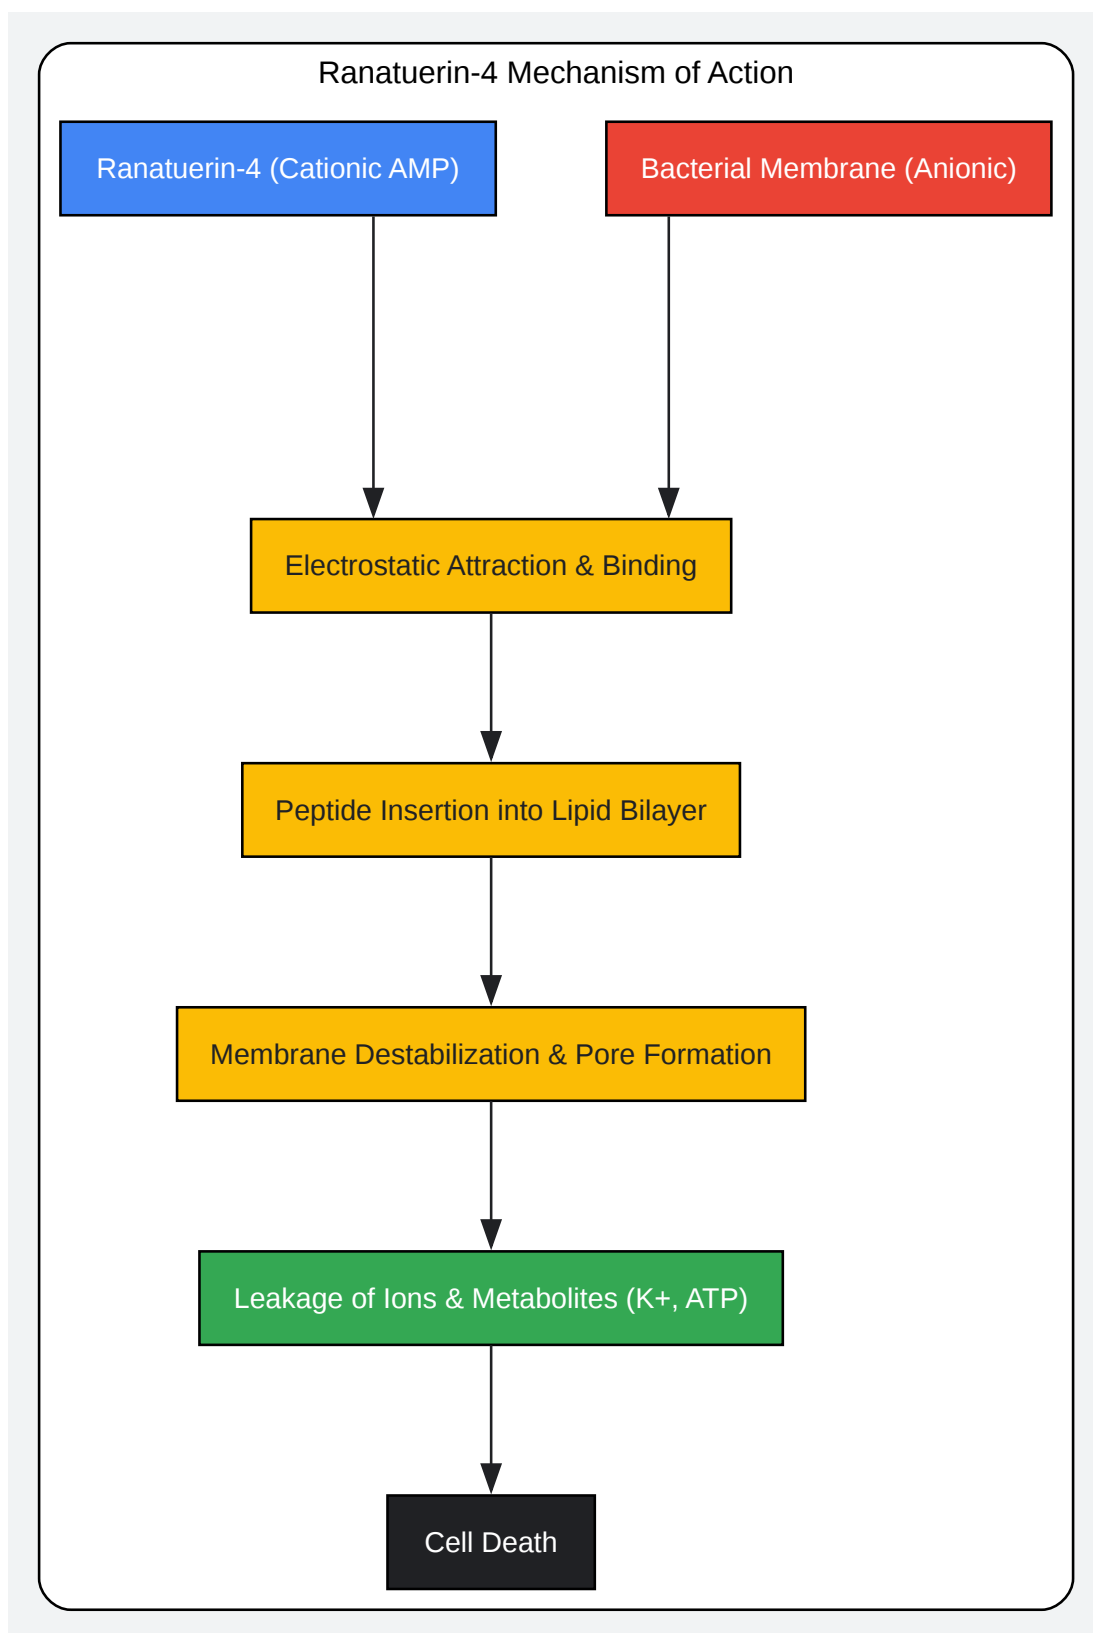 Ranatuerin-4 Mechanism of Action
Ranatuerin-4 (Cationic AMP)
Bacterial Membrane (Anionic)
Electrostatic Attraction & Binding
Peptide Insertion into Lipid Bilayer
Membrane Destabilization & Pore Formation
Leakage of Ions & Metabolites (K+, ATP)
Cell Death